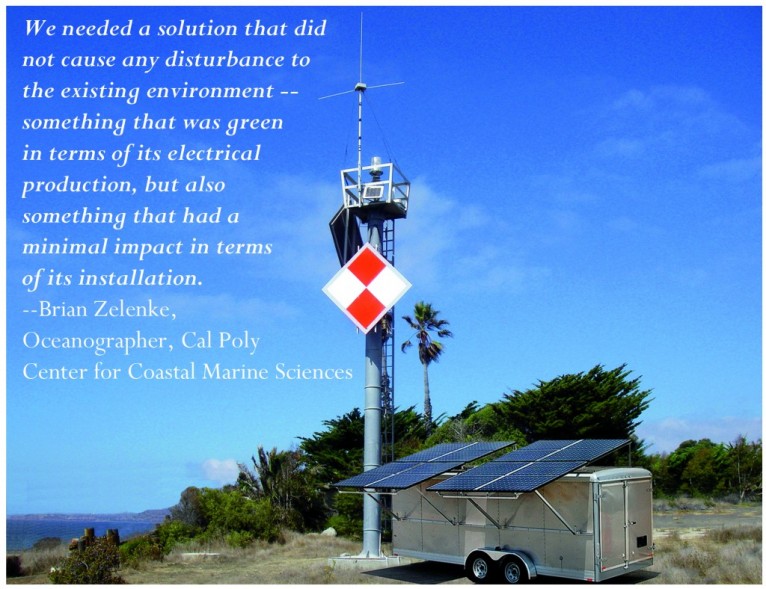 We needed a solution that did
not cause any disturbance to
the existing environment --
something that was green
in terms of its electrical
production, but also
something that had a
minimal impact in terms
of its installation.
--Brian Zelenke,
Oceanographer, Cal Poly
Center for Coastal Marine Sciences